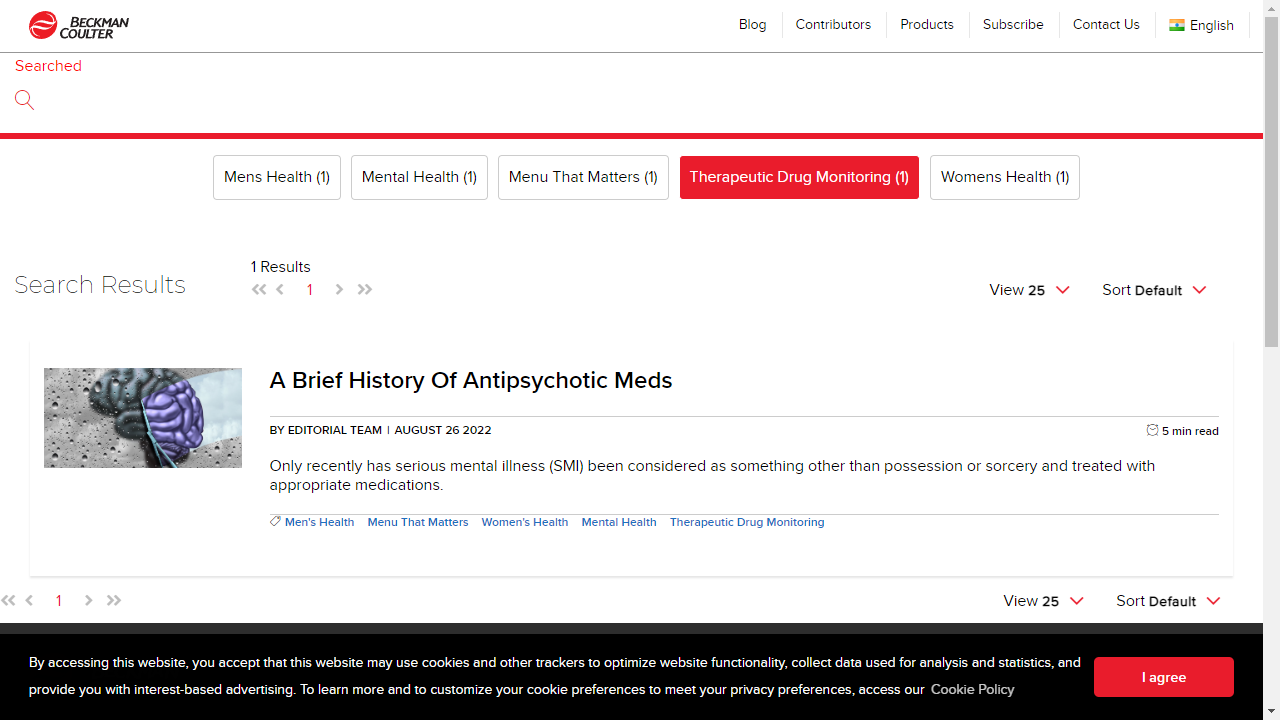 BECKMAN
COULTER
Blog
Contributors
Products
Subscribe
Contact Us
English
Searched
Mens Health (1)
Mental Health (1)
Menu That Matters (1)
Therapeutic Drug Monitoring (1)
Womens Health (1)
Search Results
1 Results
1
View 25
Sort Default
A Brief History Of Antipsychotic Meds
BY EDITORIAL TEAM | AUGUST 26 2022
5 min read
Only recently has serious mental illness (SMI) been considered as something other than possession or sorcery and treated with
appropriate medications.
Men's Health Menu That Matters Women's Health Mental Health Therapeutic Drug Monitoring
1
View 25
Sort Default
By accessing this website, you accept that this website may use cookies and other trackers to optimize website functionality, collect data used for analysis and statistics, and
provide you with interest-based advertising. To learn more and to customize your cookie preferences to meet your privacy preferences, access our Cookie Policy
I agree